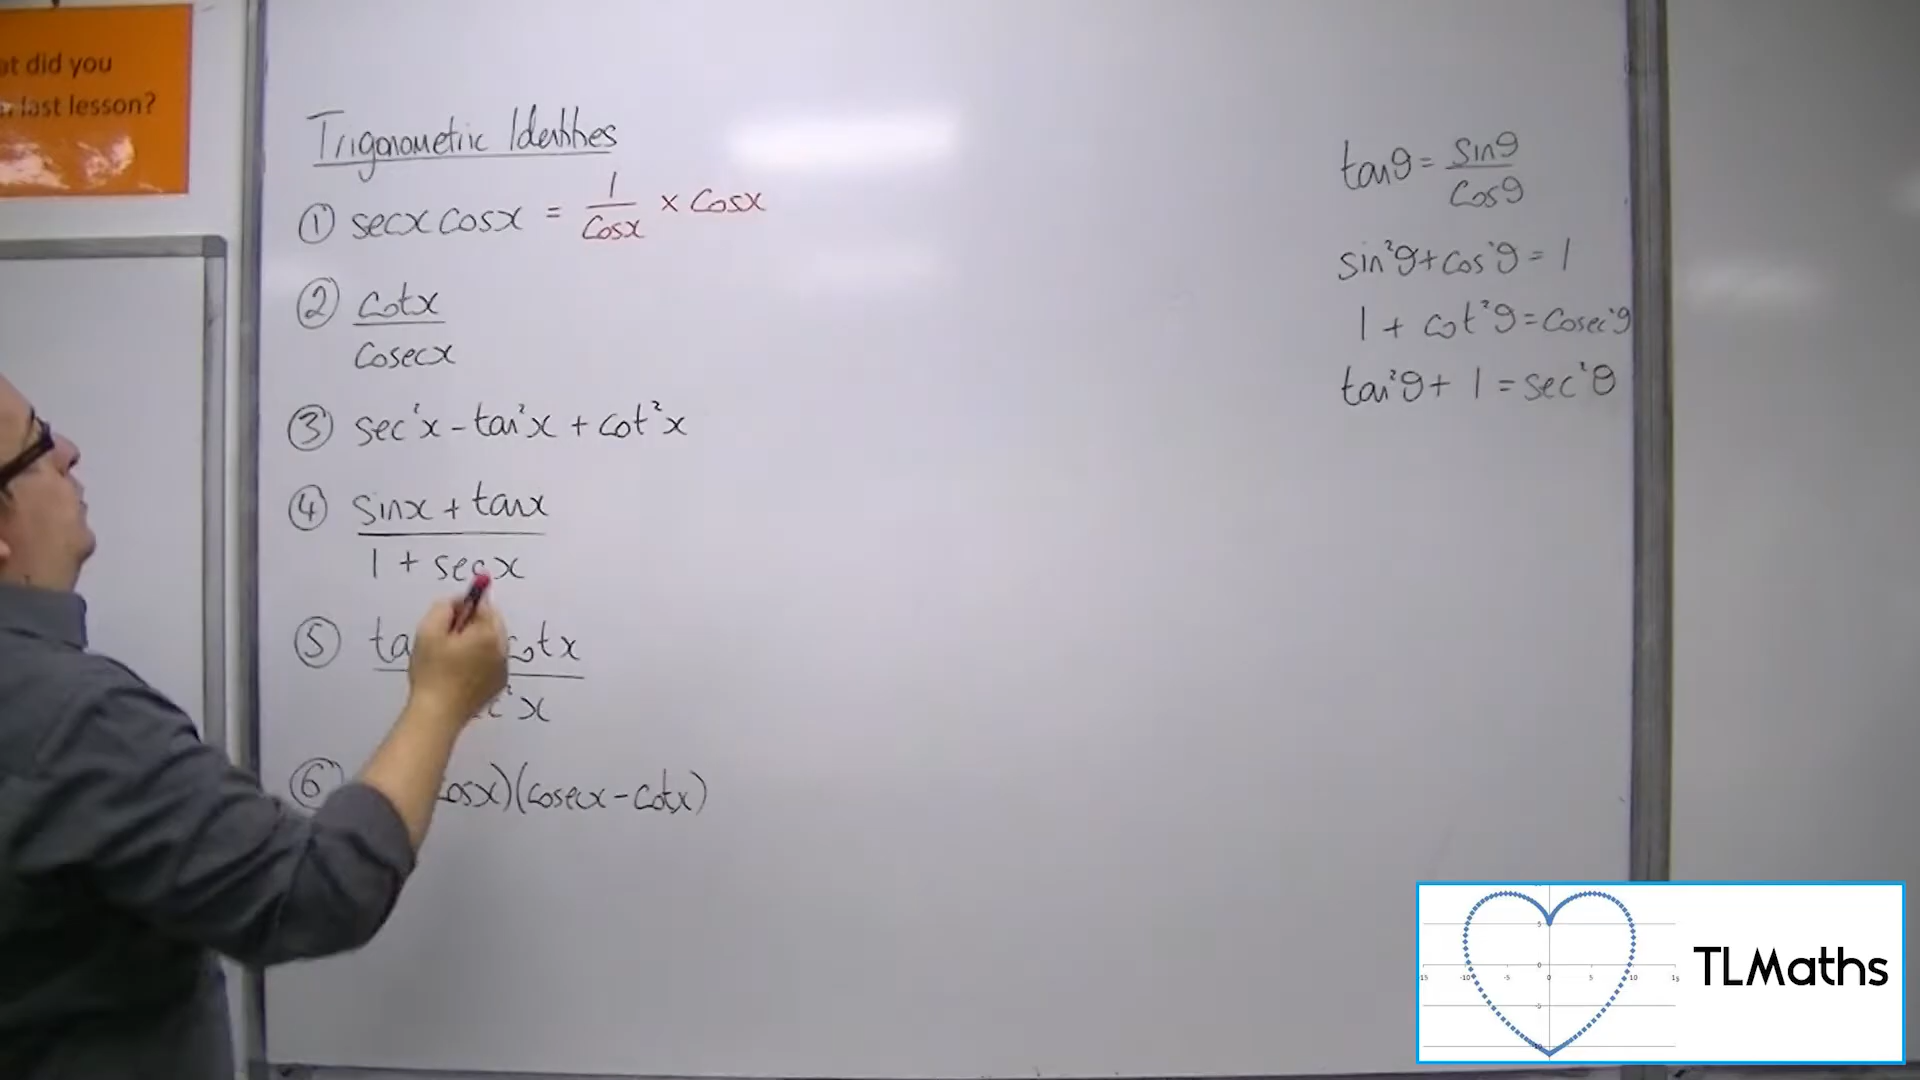 at did you
last lesson?
Trigonometric Identities
① secx cosx = 1/cosx × cosx
② cotx
cosecx
③ sec²x - tan²x + cot²x
④ sinx + tanx
1 + secx
⑤ ta cotx
c²x
⑥ cosx)(cosecx - cotx)
tanθ = sinθ/cosθ
sin²θ + cos²θ = 1
1 + cot²θ = cosec²θ
tan²θ + 1 = sec²θ
TLMaths